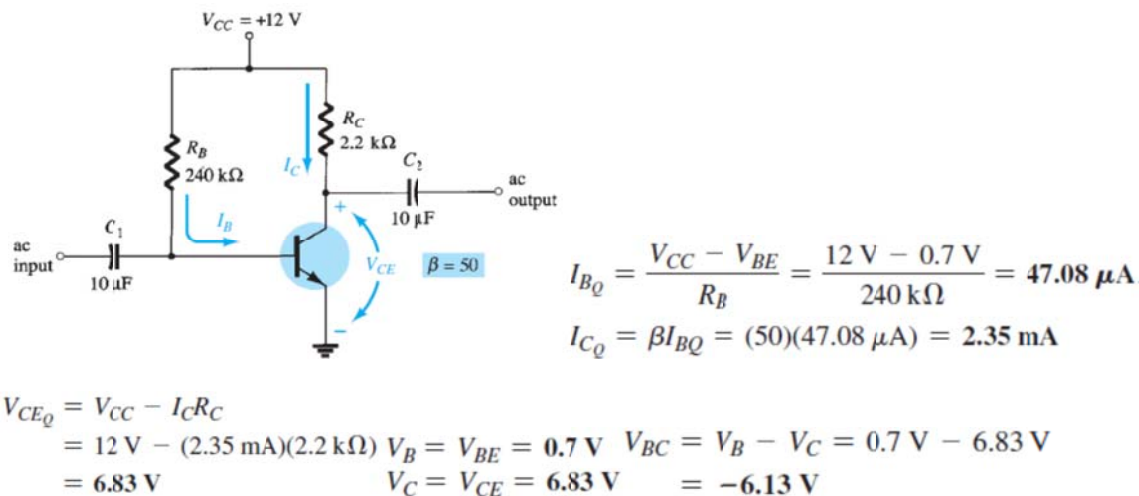 V_CC = +12 V
R_C
2.2 kΩ
R_B
240 kΩ
I_C
C_2
ac
output
10 µF
I_B
C_1
ac
input
10 µF
+
V_CE
β = 50
−
I_BQ = (V_CC − V_BE) / R_B = (12 V − 0.7 V) / 240 kΩ = 47.08 µA
I_CQ = βI_BQ = (50)(47.08 µA) = 2.35 mA
V_CEQ = V_CC − I_C R_C
= 12 V − (2.35 mA)(2.2 kΩ)
= 6.83 V
V_B = V_BE = 0.7 V
V_C = V_CE = 6.83 V
V_BC = V_B − V_C = 0.7 V − 6.83 V
= −6.13 V